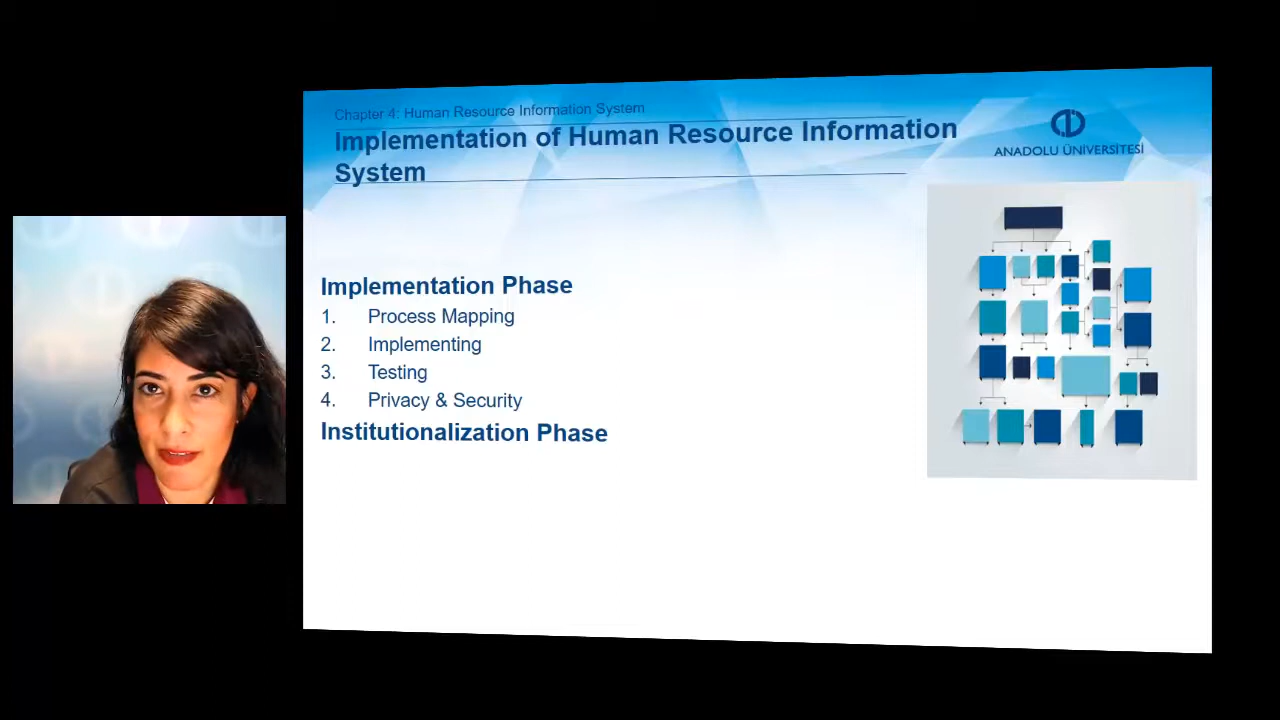 Chapter 4: Human Resource Information System
Implementation of Human Resource Information
System
ANADOLU ÜNİVERSİTESİ
Implementation Phase
1. Process Mapping
2. Implementing
3. Testing
4. Privacy & Security
Institutionalization Phase